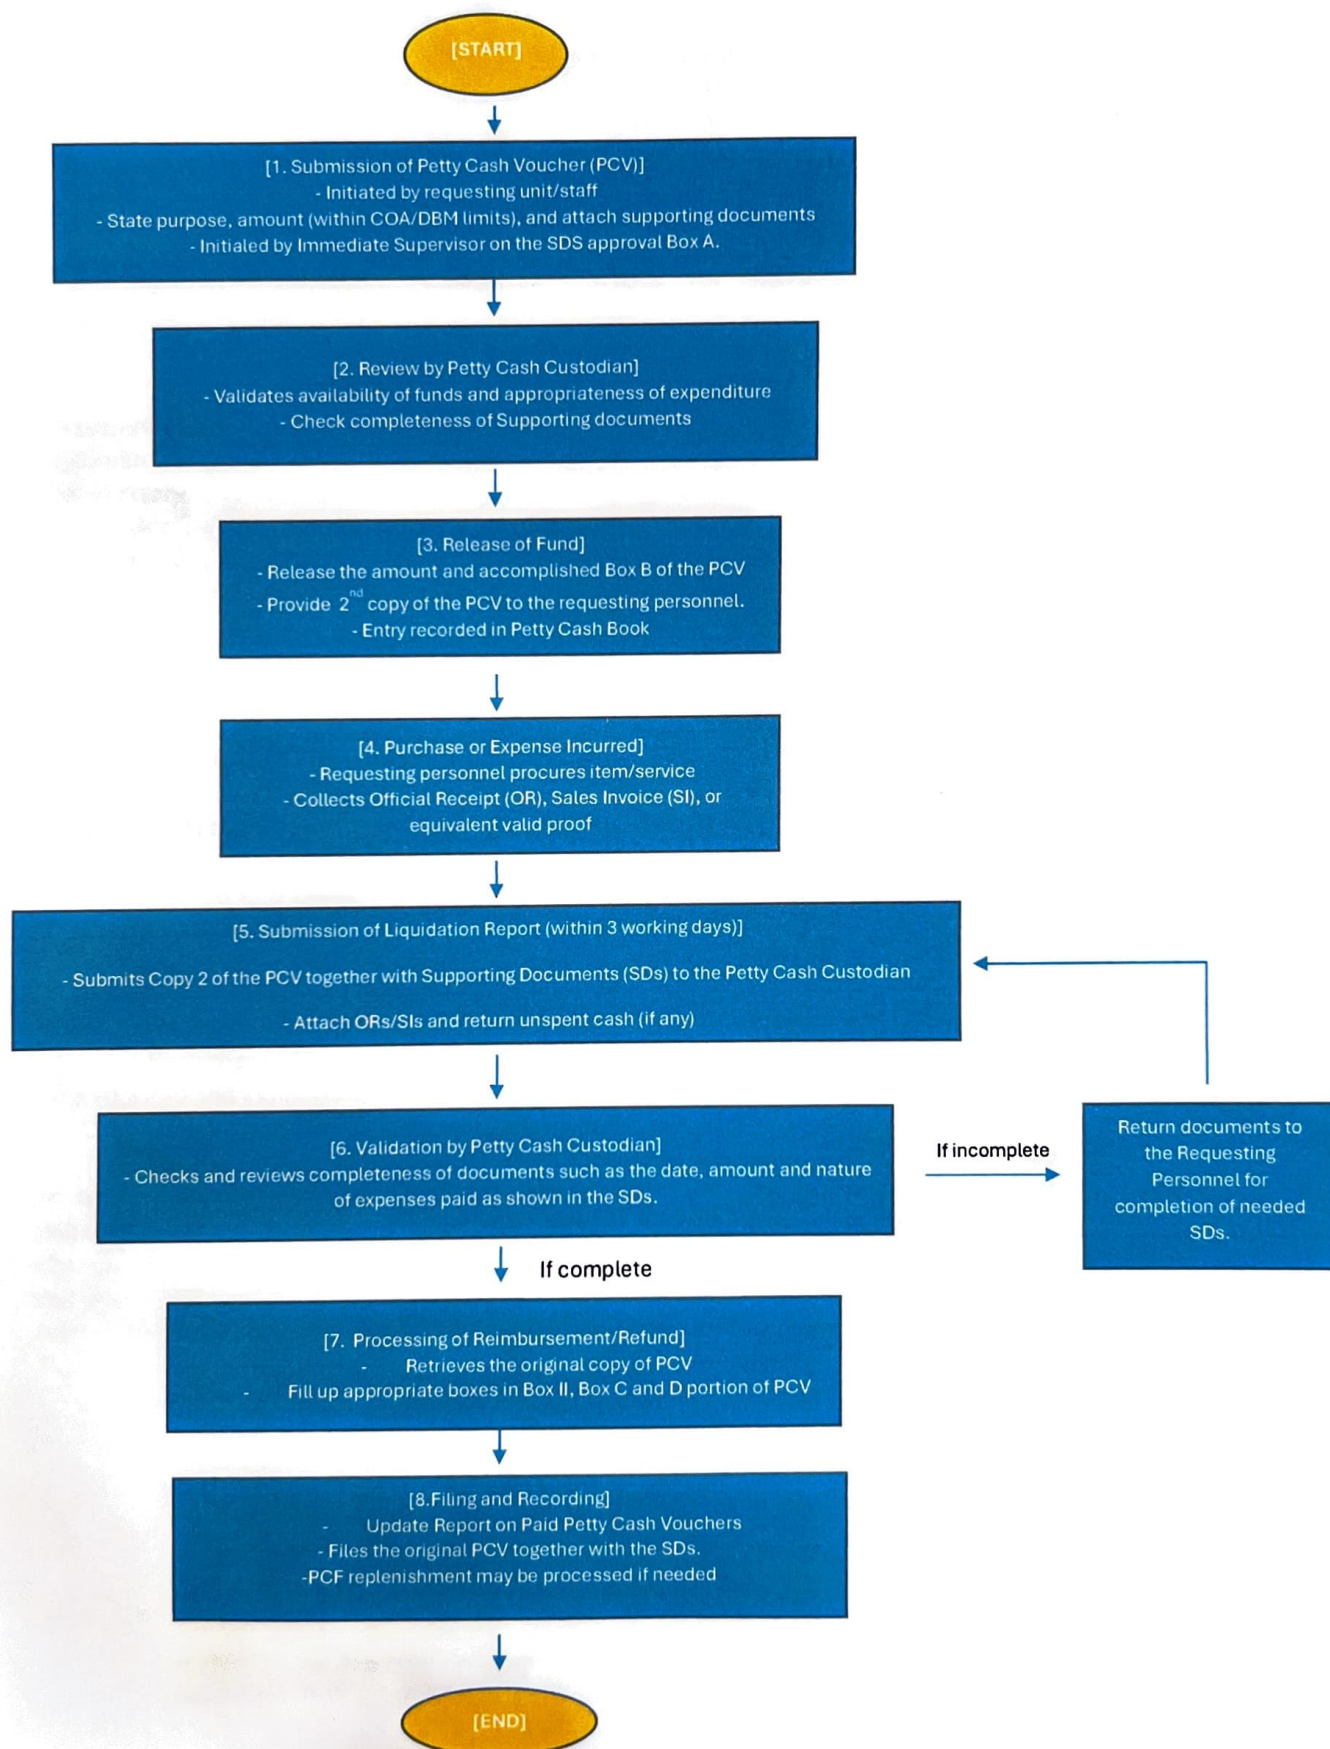 [START]
[1. Submission of Petty Cash Voucher (PCV)]
- Initiated by requesting unit/staff
- State purpose, amount (within COA/DBM limits), and attach supporting documents
- Initialed by Immediate Supervisor on the SDS approval Box A.
[2. Review by Petty Cash Custodian]
- Validates availability of funds and appropriateness of expenditure
- Check completeness of Supporting documents
[3. Release of Fund]
- Release the amount and accomplished Box B of the PCV
- Provide 2nd copy of the PCV to the requesting personnel.
- Entry recorded in Petty Cash Book
[4. Purchase or Expense Incurred]
- Requesting personnel procures item/service
- Collects Official Receipt (OR), Sales Invoice (SI), or
equivalent valid proof
[5. Submission of Liquidation Report (within 3 working days)]
- Submits Copy 2 of the PCV together with Supporting Documents (SDs) to the Petty Cash Custodian
- Attach ORs/SIs and return unspent cash (if any)
[6. Validation by Petty Cash Custodian]
- Checks and reviews completeness of documents such as the date, amount and nature
of expenses paid as shown in the SDs.
If incomplete
Return documents to
the Requesting
Personnel for
completion of needed
SDs.
If complete
[7. Processing of Reimbursement/Refund]
- Retrieves the original copy of PCV
- Fill up appropriate boxes in Box II, Box C and D portion of PCV
[8.Filing and Recording]
- Update Report on Paid Petty Cash Vouchers
- Files the original PCV together with the SDs.
-PCF replenishment may be processed if needed
[END]